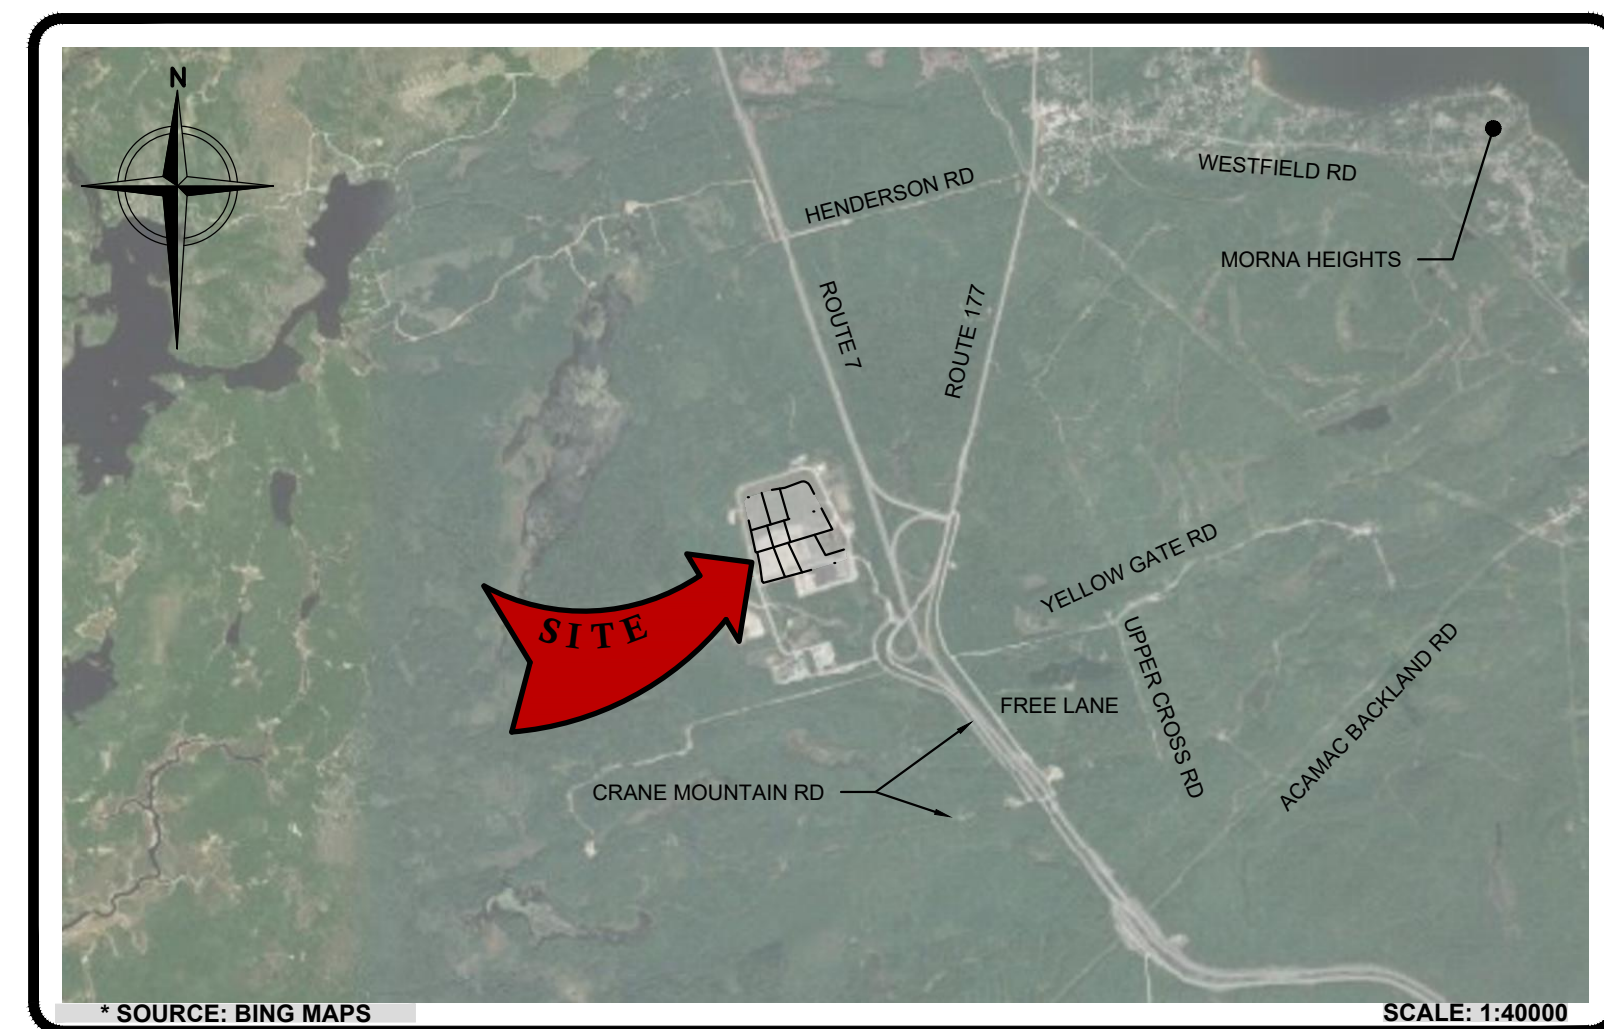 N
HENDERSON RD
WESTFIELD RD
MORNA HEIGHTS
ROUTE 7
ROUTE 177
YELLOW GATE RD
SITE
UPPER CROSS RD
ACAMAC BACKLAND RD
FREE LANE
CRANE MOUNTAIN RD
* SOURCE: BING MAPS
SCALE: 1:40000